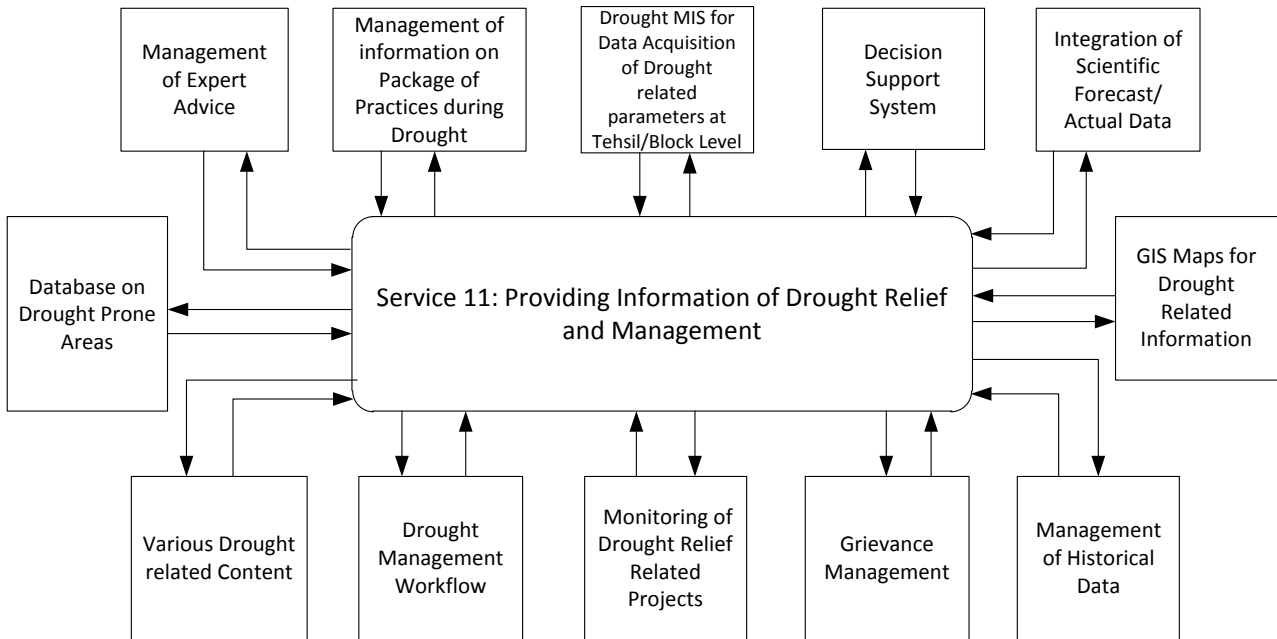 Management
of Expert
Advice
Management of
information on
Package of
Practices during
Drought
Drought MIS for
Data Acquisition
of Drought
related
parameters at
Tehsil/Block Level
Decision
Support
System
Integration of
Scientific
Forecast/
Actual Data
Database on
Drought Prone
Areas
Service 11: Providing Information of Drought Relief
and Management
GIS Maps for
Drought
Related
Information
Various Drought
related Content
Drought
Management
Workflow
Monitoring of
Drought Relief
Related
Projects
Grievance
Management
Management
of Historical
Data